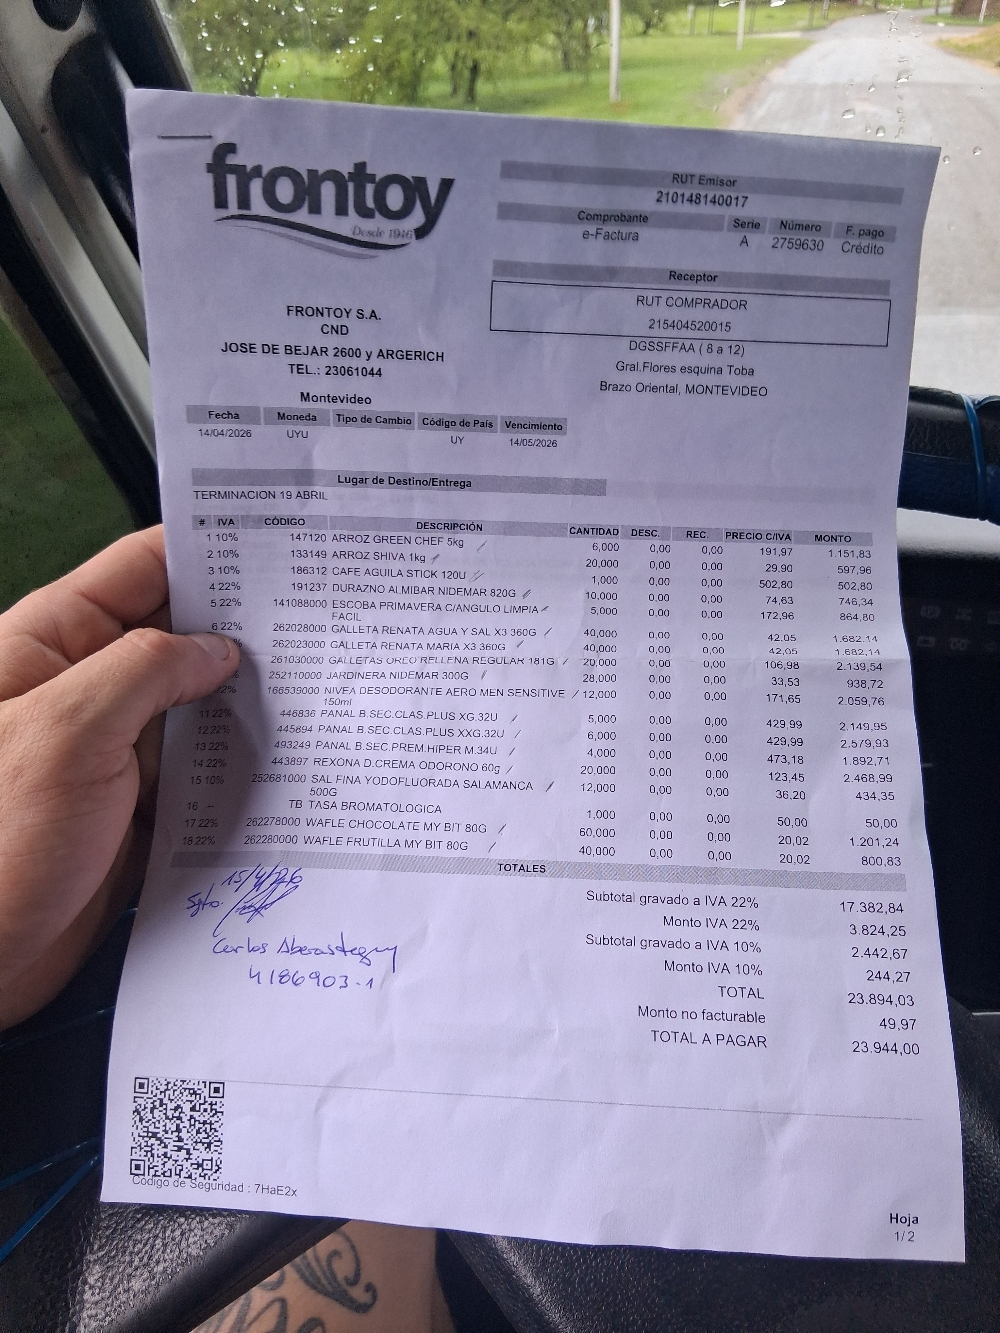 frontoy
Desde 1946
RUT Emisor
210148140017
Comprobante Serie Número F. pago
e-Factura A 2759630 Crédito
Receptor
RUT COMPRADOR
215404520015
DGSSFFAA ( 8 a 12)
Gral.Flores esquina Toba
Brazo Oriental, MONTEVIDEO
FRONTOY S.A.
CND
JOSE DE BEJAR 2600 y ARGERICH
TEL.: 23061044
Montevideo
Fecha Moneda Tipo de Cambio Código de País Vencimiento
14/04/2026 UYU UY 14/05/2026
Lugar de Destino/Entrega
TERMINACION 19 ABRIL
# IVA CÓDIGO DESCRIPCIÓN CANTIDAD DESC. REC. PRECIO C/IVA MONTO
1 10% 147120 ARROZ GREEN CHEF 5kg 6,000 0,00 0,00 191,97 1.151,83
2 10% 133149 ARROZ SHIVA 1kg 20,000 0,00 0,00 29,90 597,96
3 10% 186312 CAFE AGUILA STICK 120U 1,000 0,00 0,00 502,80 502,80
4 22% 191237 DURAZNO ALMIBAR NIDEMAR 820G 10,000 0,00 0,00 74,63 746,34
5 22% 141088000 ESCOBA PRIMAVERA C/ANGULO LIMPIA 5,000 0,00 0,00 172,96 864,80
FACIL
6 22% 262028000 GALLETA RENATA AGUA Y SAL X3 360G 40,000 0,00 0,00 42,05 1.682,14
262023000 GALLETA RENATA MARIA X3 360G 40,000 0,00 0,00 42,05 1.682,14
261030000 GALLETAS OREO RELLENA REGULAR 181G 20,000 0,00 0,00 106,98 2.139,54
252110000 JARDINERA NIDEMAR 300G 28,000 0,00 0,00 33,53 938,72
22% 166539000 NIVEA DESODORANTE AERO MEN SENSITIVE 12,000 0,00 0,00 171,65 2.059,76
150ml
11 22% 446836 PANAL B.SEC.CLAS.PLUS XG.32U 5,000 0,00 0,00 429,99 2.149,95
12 22% 445894 PANAL B.SEC.CLAS.PLUS XXG.32U 6,000 0,00 0,00 429,99 2.579,93
13 22% 493249 PANAL B.SEC.PREM.HIPER M.34U 4,000 0,00 0,00 473,18 1.892,71
14 22% 443897 REXONA D.CREMA ODORONO 60g 20,000 0,00 0,00 123,45 2.468,99
15 10% 252681000 SAL FINA YODOFLUORADA SALAMANCA 12,000 0,00 0,00 36,20 434,35
500G
16 -- TB TASA BROMATOLOGICA 1,000 0,00 0,00 50,00 50,00
17 22% 262278000 WAFLE CHOCOLATE MY BIT 80G 60,000 0,00 0,00 20,02 1.201,24
18 22% 262280000 WAFLE FRUTILLA MY BIT 80G 40,000 0,00 0,00 20,02 800,83
TOTALES
Subtotal gravado a IVA 22% 17.382,84
Monto IVA 22% 3.824,25
Subtotal gravado a IVA 10% 2.442,67
Monto IVA 10% 244,27
TOTAL 23.894,03
Monto no facturable 49,97
TOTAL A PAGAR 23.944,00
15/4/26
Sgto.
Carlos Aberastegny
4186903-1
Código de Seguridad : 7HaE2x
Hoja
1/ 2